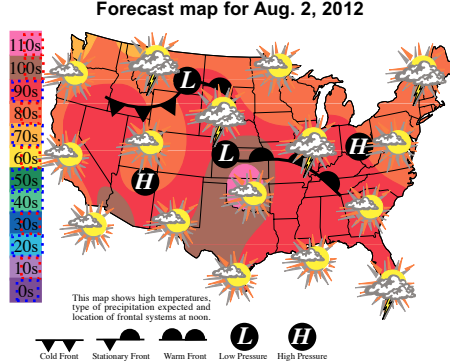 Forecast map for Aug. 2, 2012
110s
100s
90s
80s
70s
60s
50s
40s
30s
20s
10s
0s
L
L
H
H
This map shows high temperatures,
type of precipitation expected and
location of frontal systems at noon.
L
H
Cold Front Stationary Front Warm Front Low Pressure High Pressure